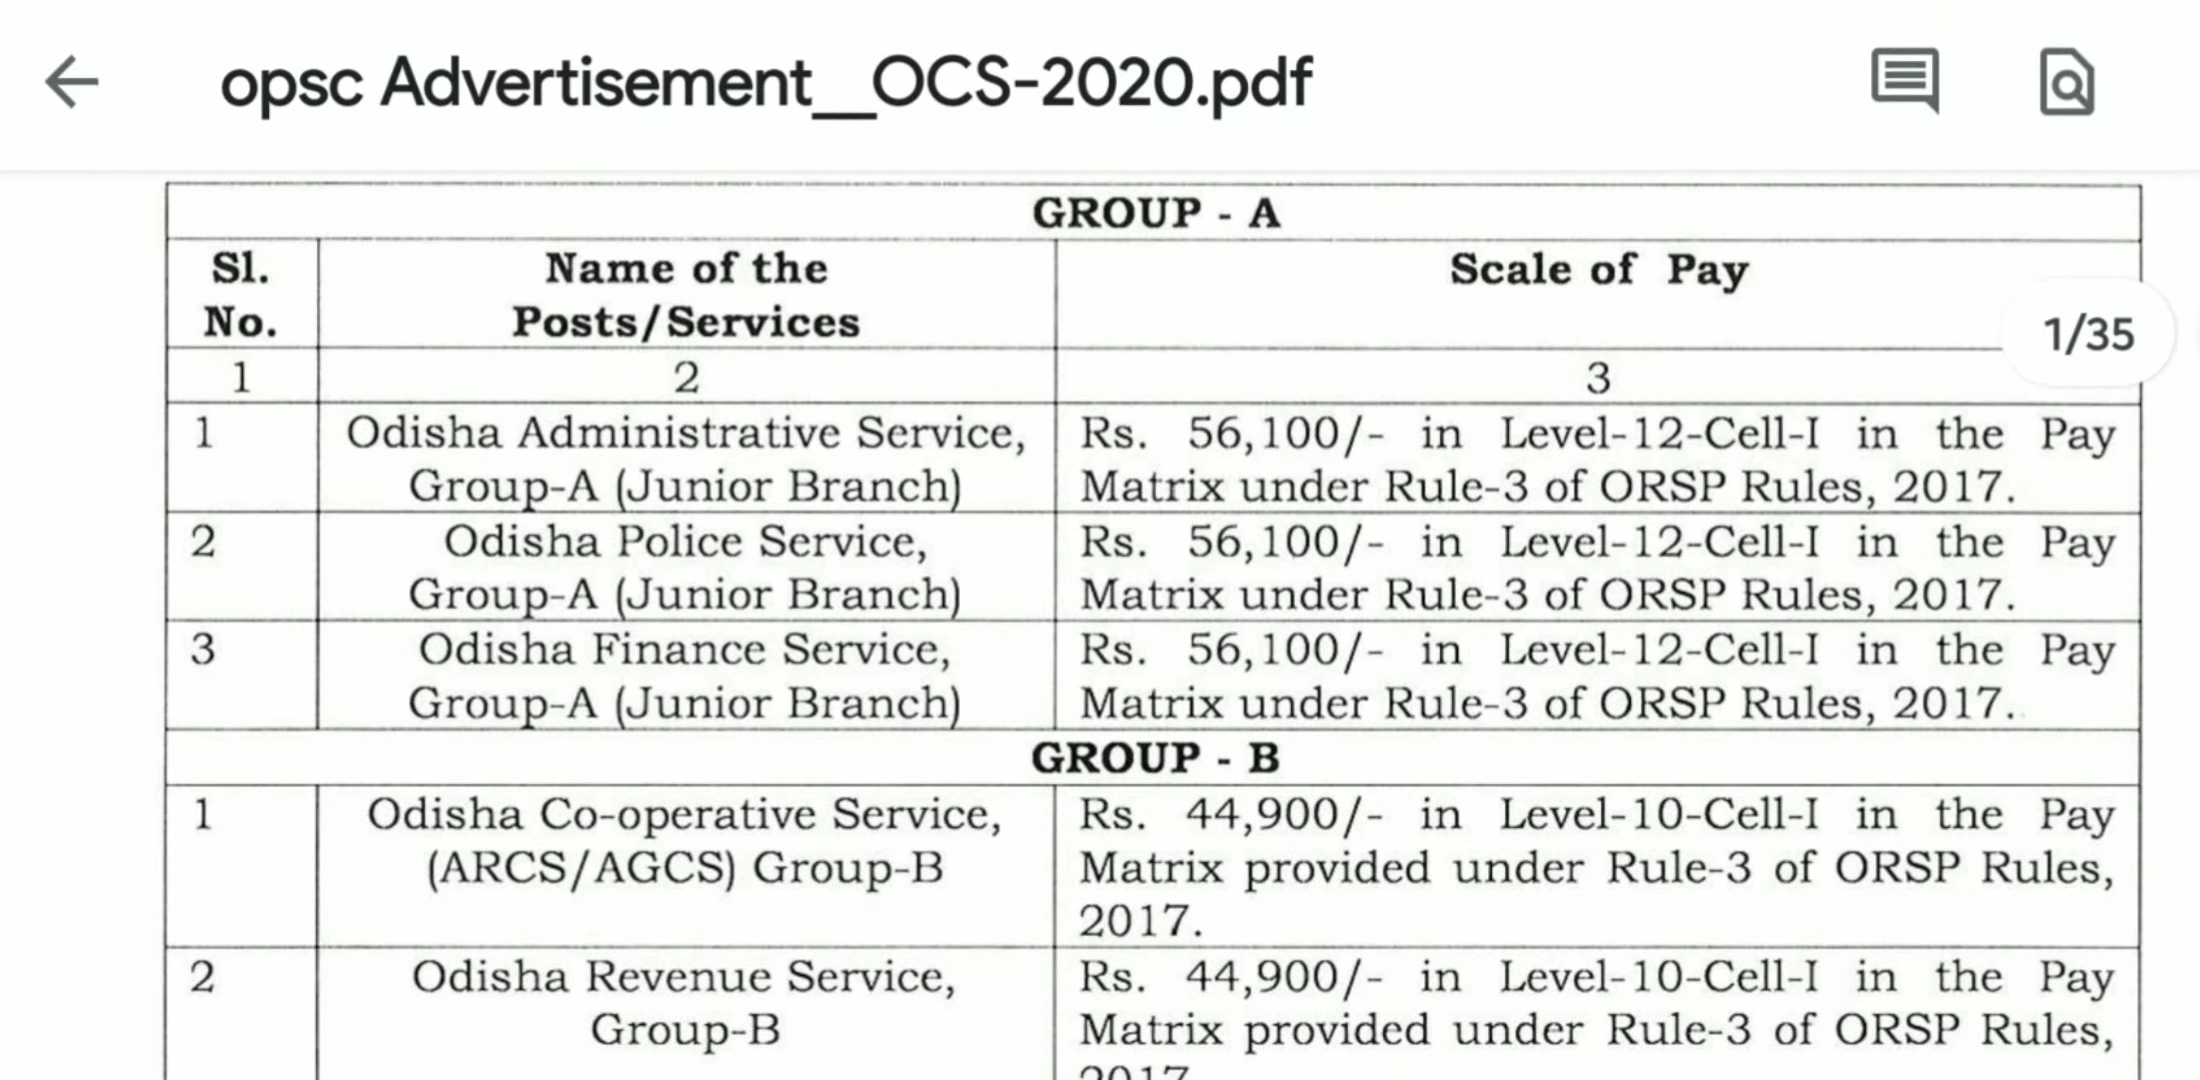 opsc Advertisement__OCS-2020.pdf
GROUP - A
Sl. No.
Name of the Posts/Services
Scale of Pay
1/35
1
2
3
1
Odisha Administrative Service,
Group-A (Junior Branch)
Rs. 56,100/- in Level-12-Cell-I in the Pay
Matrix under Rule-3 of ORSP Rules, 2017.
2
Odisha Police Service,
Group-A (Junior Branch)
Rs. 56,100/- in Level-12-Cell-I in the Pay
Matrix under Rule-3 of ORSP Rules, 2017.
3
Odisha Finance Service,
Group-A (Junior Branch)
Rs. 56,100/- in Level-12-Cell-I in the Pay
Matrix under Rule-3 of ORSP Rules, 2017.
GROUP - B
1
Odisha Co-operative Service,
(ARCS/AGCS) Group-B
Rs. 44,900/- in Level-10-Cell-I in the Pay
Matrix provided under Rule-3 of ORSP Rules,
2017.
2
Odisha Revenue Service,
Group-B
Rs. 44,900/- in Level-10-Cell-I in the Pay
Matrix provided under Rule-3 of ORSP Rules,
2017